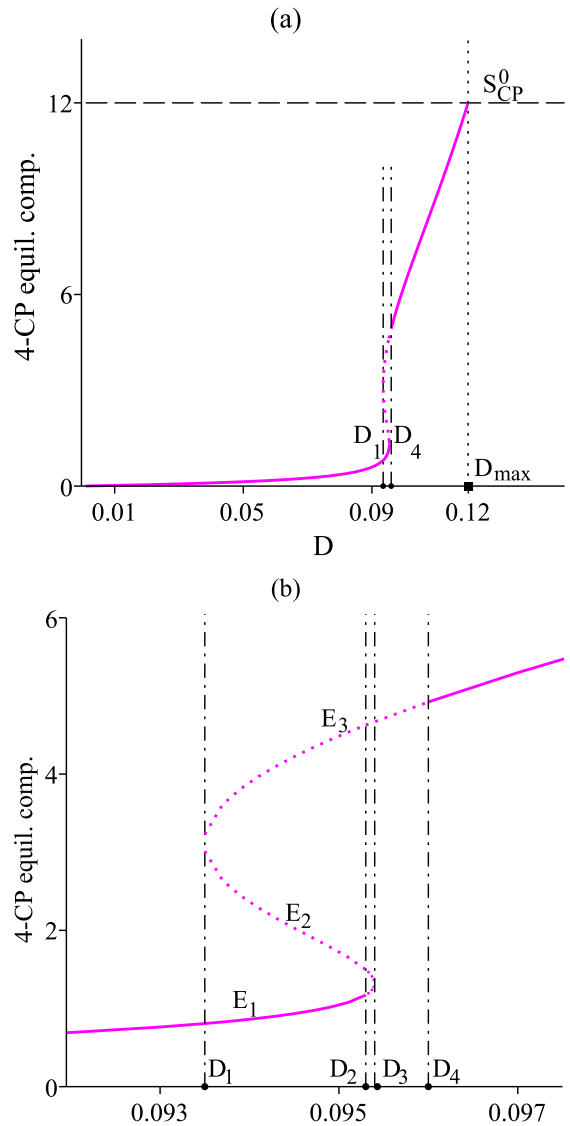 (a)
4-CP equil. comp.
12
6
0
S⁰CP
D₁ D₄
Dmax
0.01 0.05 0.09 0.12
D
(b)
4-CP equil. comp.
6
4
2
0
E₃
E₂
E₁
D₁ D₂ D₃ D₄
0.093 0.095 0.097